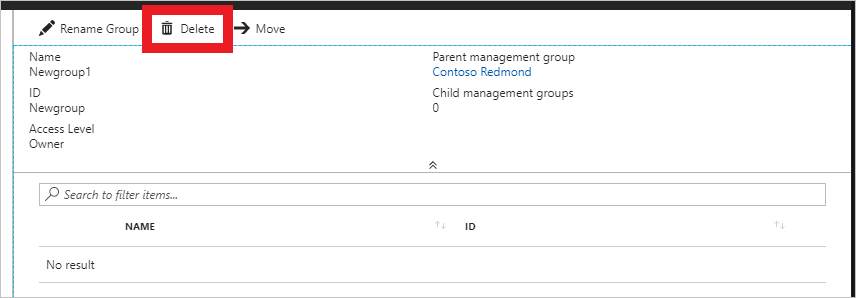 Rename Group Delete Move
Name Parent management group
Newgroup1 Contoso Redmond
ID Child management groups
Newgroup 0
Access Level
Owner
Search to filter items...
NAME ID
No result